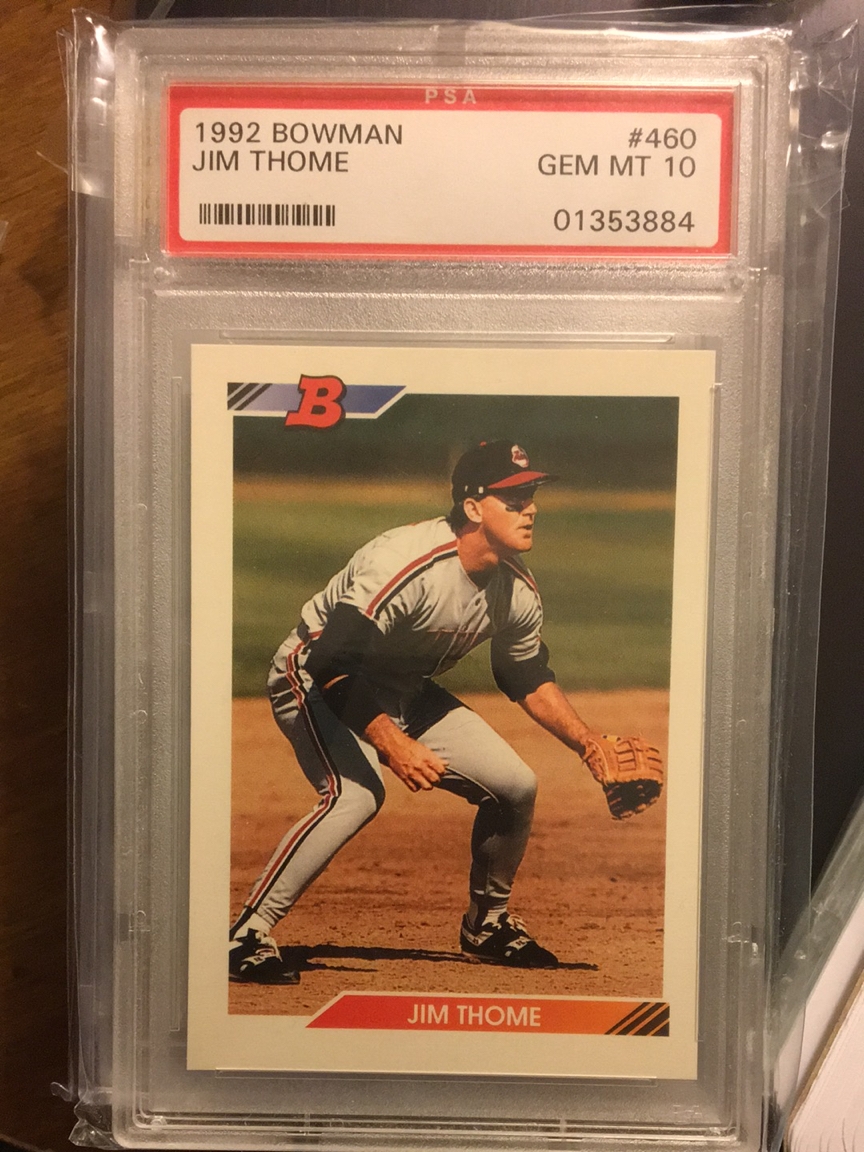 PSA
1992 BOWMAN #460
JIM THOME GEM MT 10
01353884
B
JIM THOME